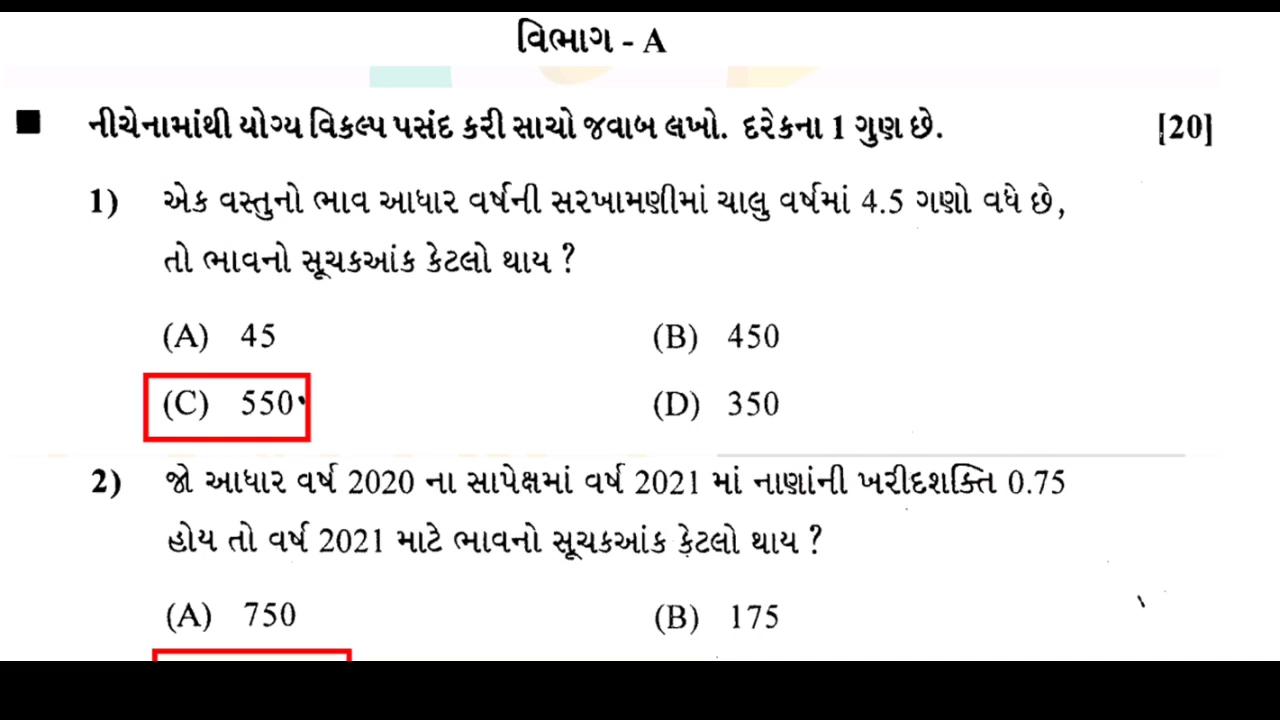 વિભાગ - A
■ નીચેનામાંથી યોગ્ય વિકલ્પ પસંદ કરી સાચો જવાબ લખો. દરેકના 1 ગુણ છે. [20]
1) એક વસ્તુનો ભાવ આધાર વર્ષની સરખામણીમાં ચાલુ વર્ષમાં 4.5 ગણો વધે છે,
તો ભાવનો સૂચકઆંક કેટલો થાય ?
(A) 45 (B) 450
(C) 550 (D) 350
2) જો આધાર વર્ષ 2020 ના સાપેક્ષમાં વર્ષ 2021 માં નાણાંની ખરીદશક્તિ 0.75
હોય તો વર્ષ 2021 માટે ભાવનો સૂચકઆંક કેટલો થાય ?
(A) 750 (B) 175